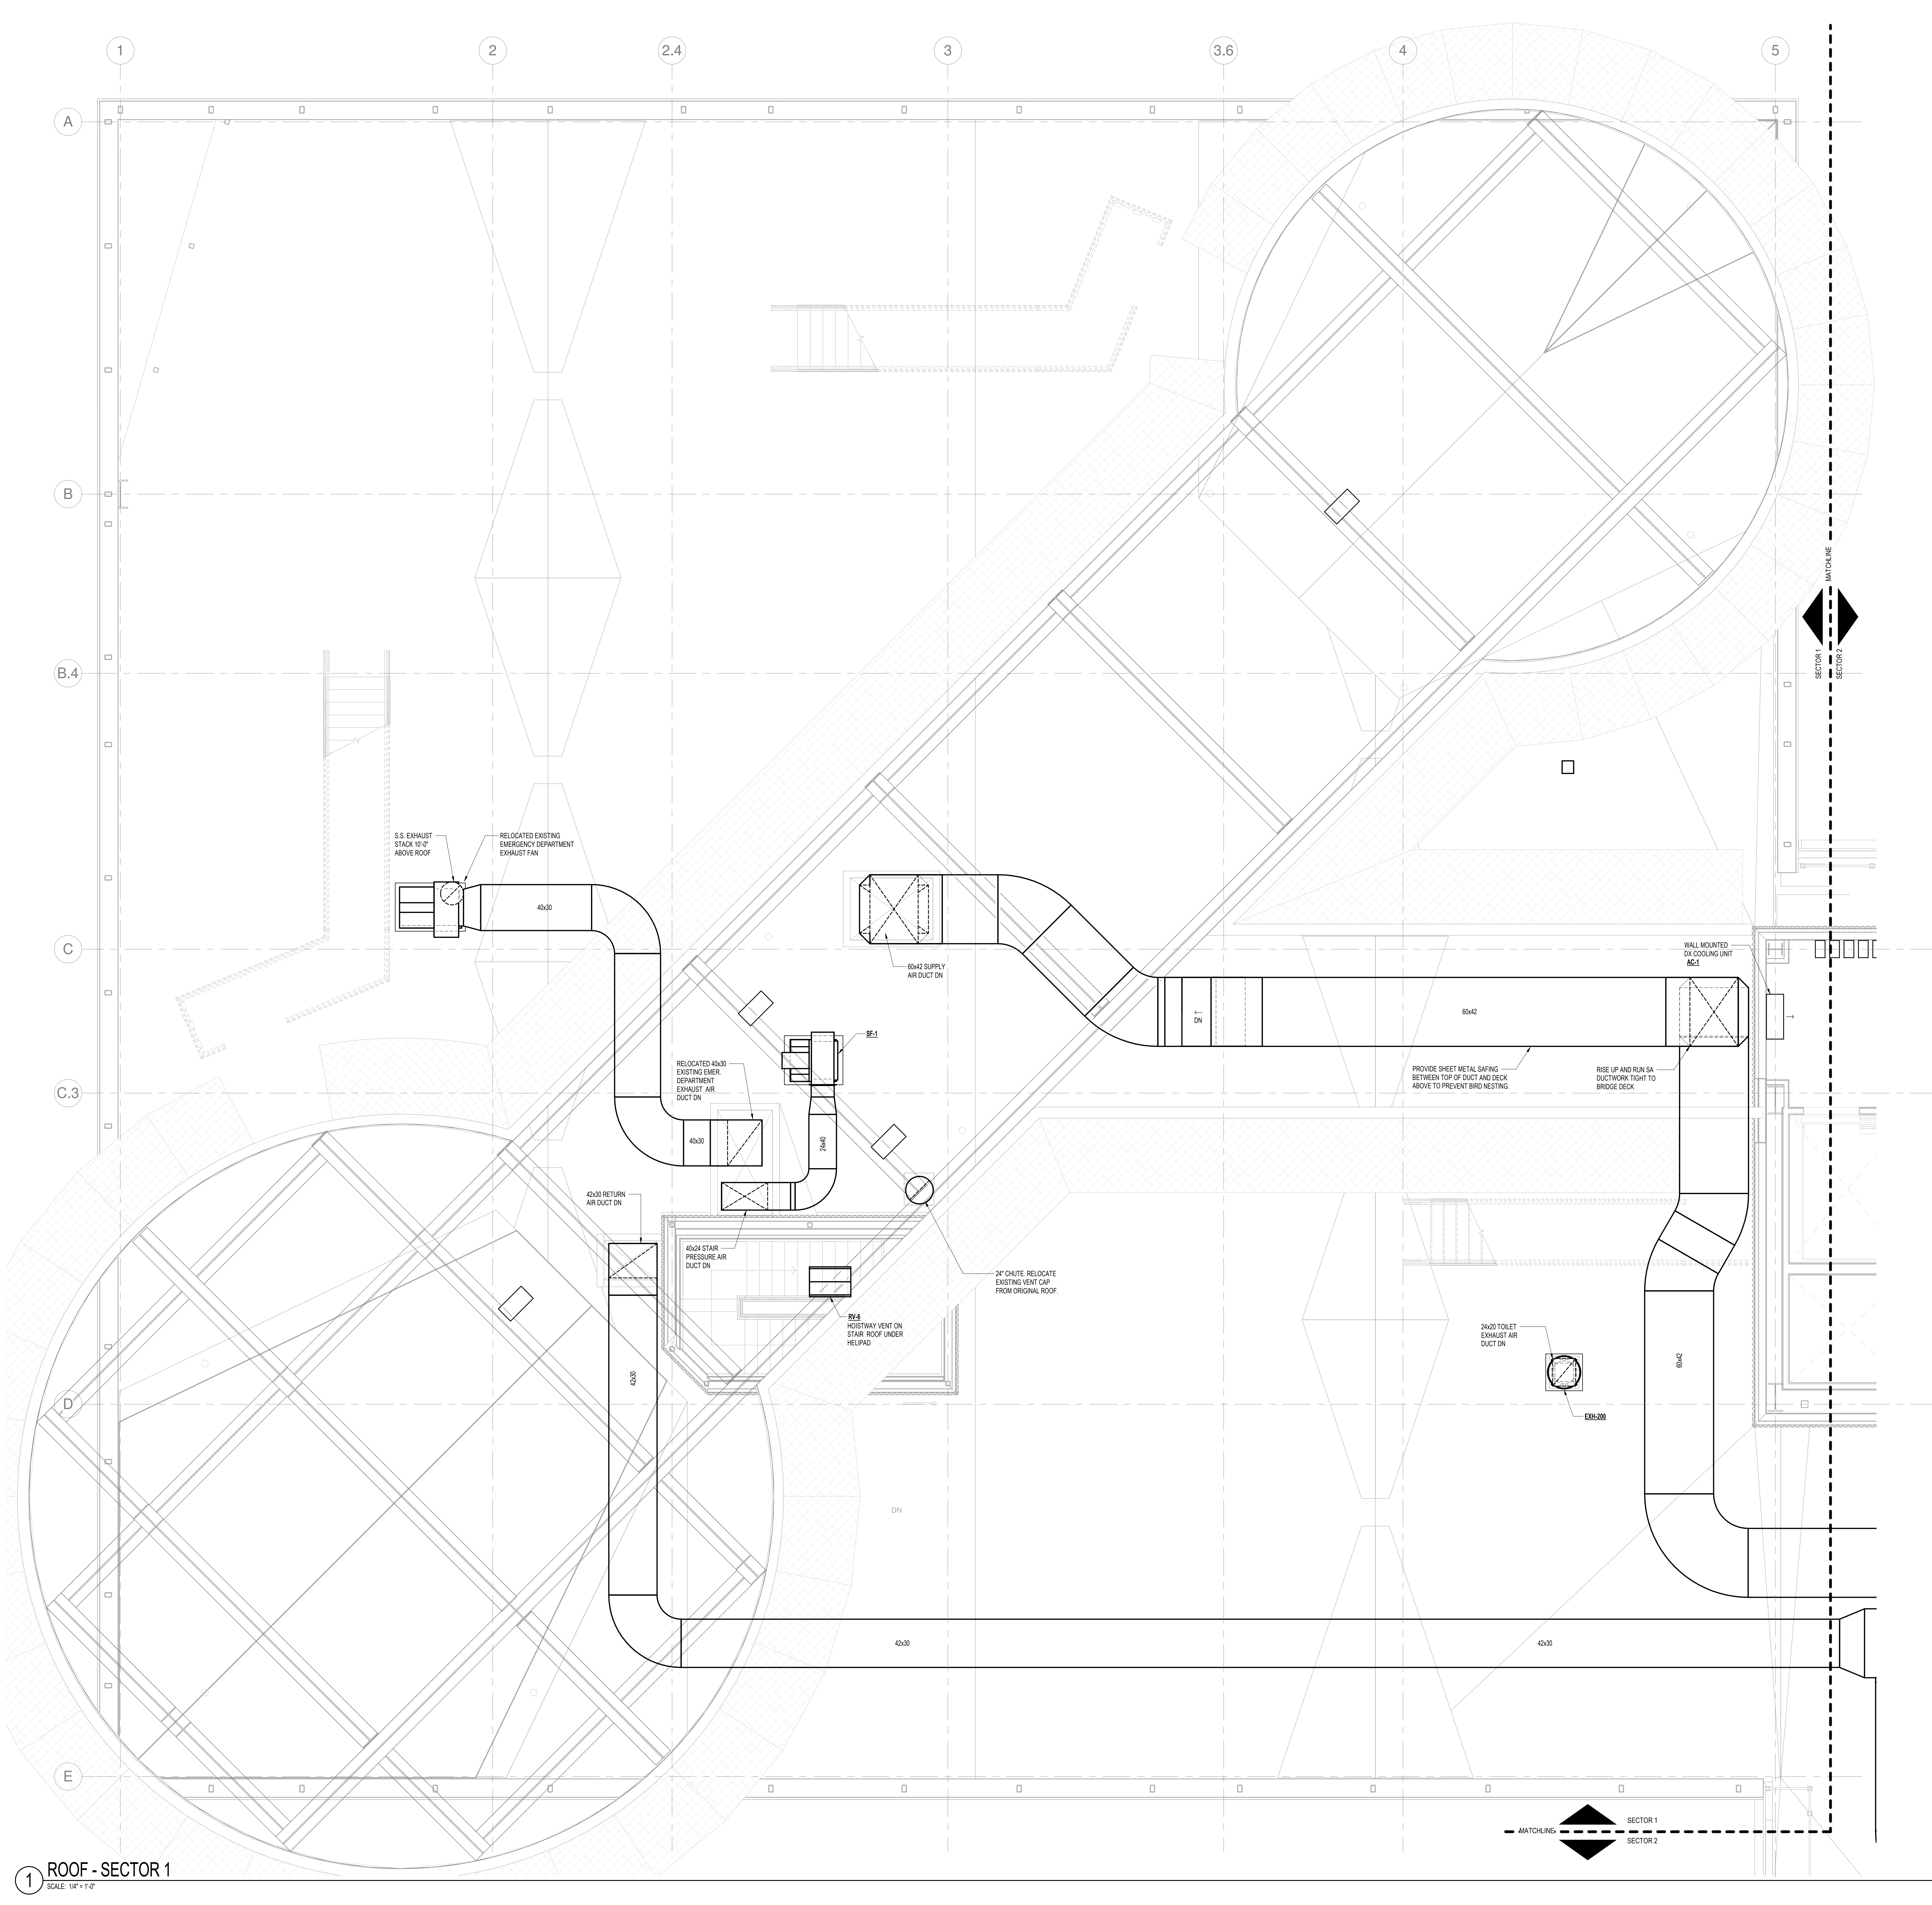 1
2
2.4
3
3.6
4
5
A
B
MATCHLINE
B.4
SECTOR 1
SECTOR 2
S.S. EXHAUST
STACK 10'-0"
ABOVE ROOF
RELOCATED EXISTING
EMERGENCY DEPARTMENT
EXHAUST FAN
40x30
C
60x42 SUPPLY
AIR DUCT DN
WALL MOUNTED
DX COOLING UNIT
AC-1
←
DN
60x42
→
SF-1
RELOCATED 40x30
EXISTING EMER.
DEPARTMENT
EXHAUST AIR
DUCT DN
PROVIDE SHEET METAL SAFING
BETWEEN TOP OF DUCT AND DECK
ABOVE TO PREVENT BIRD NESTING.
RISE UP AND RUN SA
DUCTWORK TIGHT TO
BRIDGE DECK
C.3
40x30
24x40
42x30 RETURN
AIR DUCT DN
40x24 STAIR
PRESSURE AIR
DUCT DN
24" CHUTE. RELOCATE
EXISTING VENT CAP
FROM ORIGINAL ROOF.
RV-6
HOISTWAY VENT ON
STAIR ROOF UNDER
HELIPAD
24x20 TOILET
EXHAUST AIR
DUCT DN
60x42
42x30
D
EXH-200
DN
42x30
42x30
E
SECTOR 1
MATCHLINE
SECTOR 2
1
ROOF - SECTOR 1
SCALE: 1/4" = 1'-0"